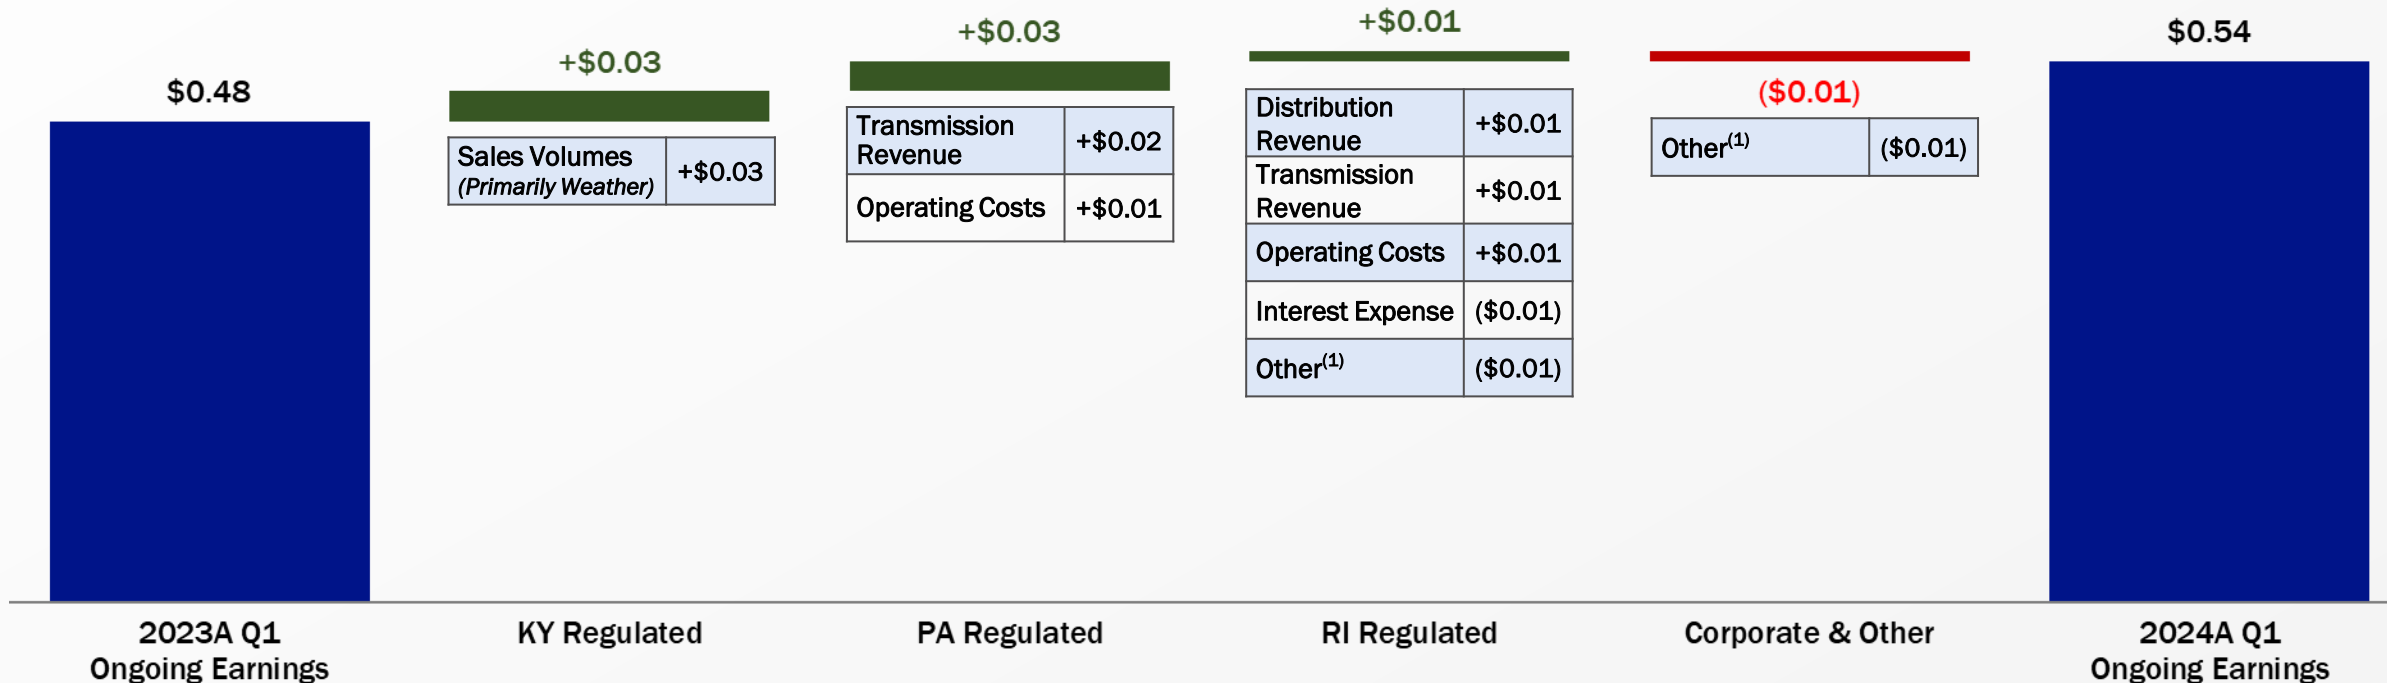 $0.48
+$0.03
Sales Volumes
(Primarily Weather)
+$0.03
+$0.03
Transmission
Revenue
+$0.02
Operating Costs
+$0.01
+$0.01
Distribution
Revenue
+$0.01
Transmission
Revenue
+$0.01
Operating Costs
+$0.01
Interest Expense
($0.01)
Other(1)
($0.01)
($0.01)
Other(1)
($0.01)
$0.54
2023A Q1
Ongoing Earnings
KY Regulated
PA Regulated
RI Regulated
Corporate & Other
2024A Q1
Ongoing Earnings